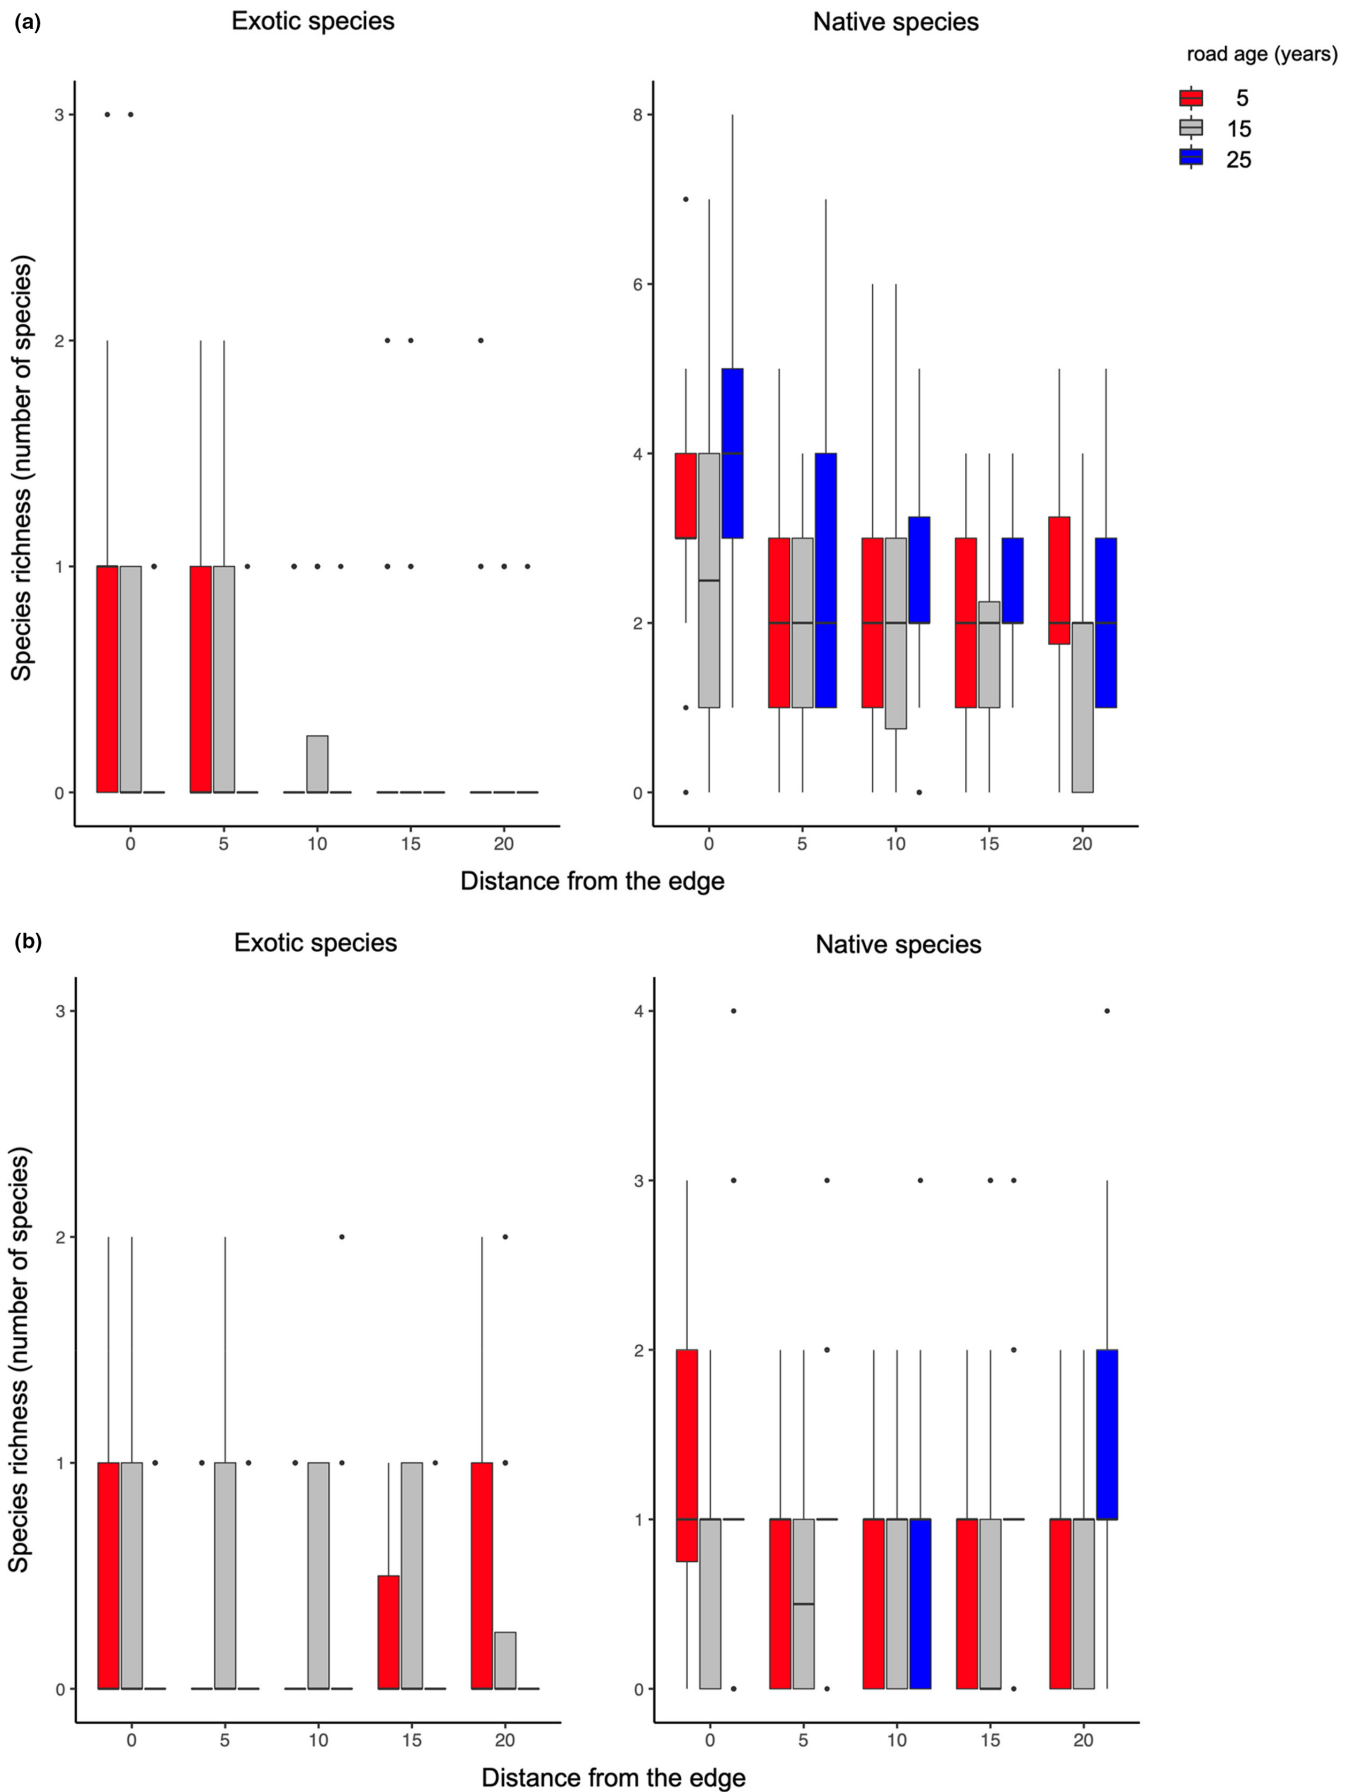 (a)
Exotic species
Native species
road age (years)
5
15
25
Species richness (number of species)
3
2
1
0
0 5 10 15 20
8
6
4
2
0
0 5 10 15 20
Distance from the edge
(b)
Exotic species
Native species
Species richness (number of species)
3
2
1
0
0 5 10 15 20
4
3
2
1
0
0 5 10 15 20
Distance from the edge